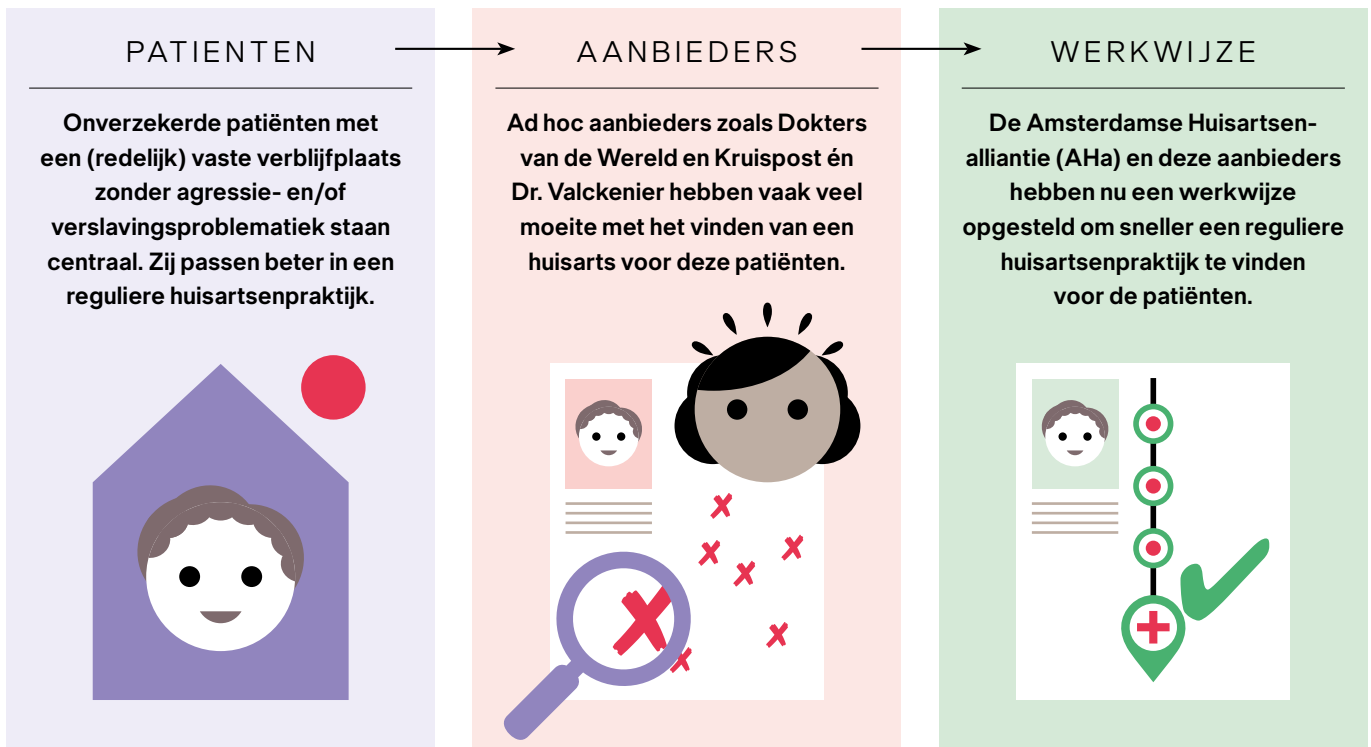 PATIENTEN
Onverzekerde patiënten met
een (redelijk) vaste verblijfplaats
zonder agressie- en/of
verslavingsproblematiek staan
centraal. Zij passen beter in een
reguliere huisartsenpraktijk.
AANBIEDERS
Ad hoc aanbieders zoals Dokters
van de Wereld en Kruispost én
Dr. Valckenier hebben vaak veel
moeite met het vinden van een
huisarts voor deze patiënten.
WERKWIJZE
De Amsterdamse Huisartsen-
alliantie (AHa) en deze aanbieders
hebben nu een werkwijze
opgesteld om sneller een reguliere
huisartsenpraktijk te vinden
voor de patiënten.